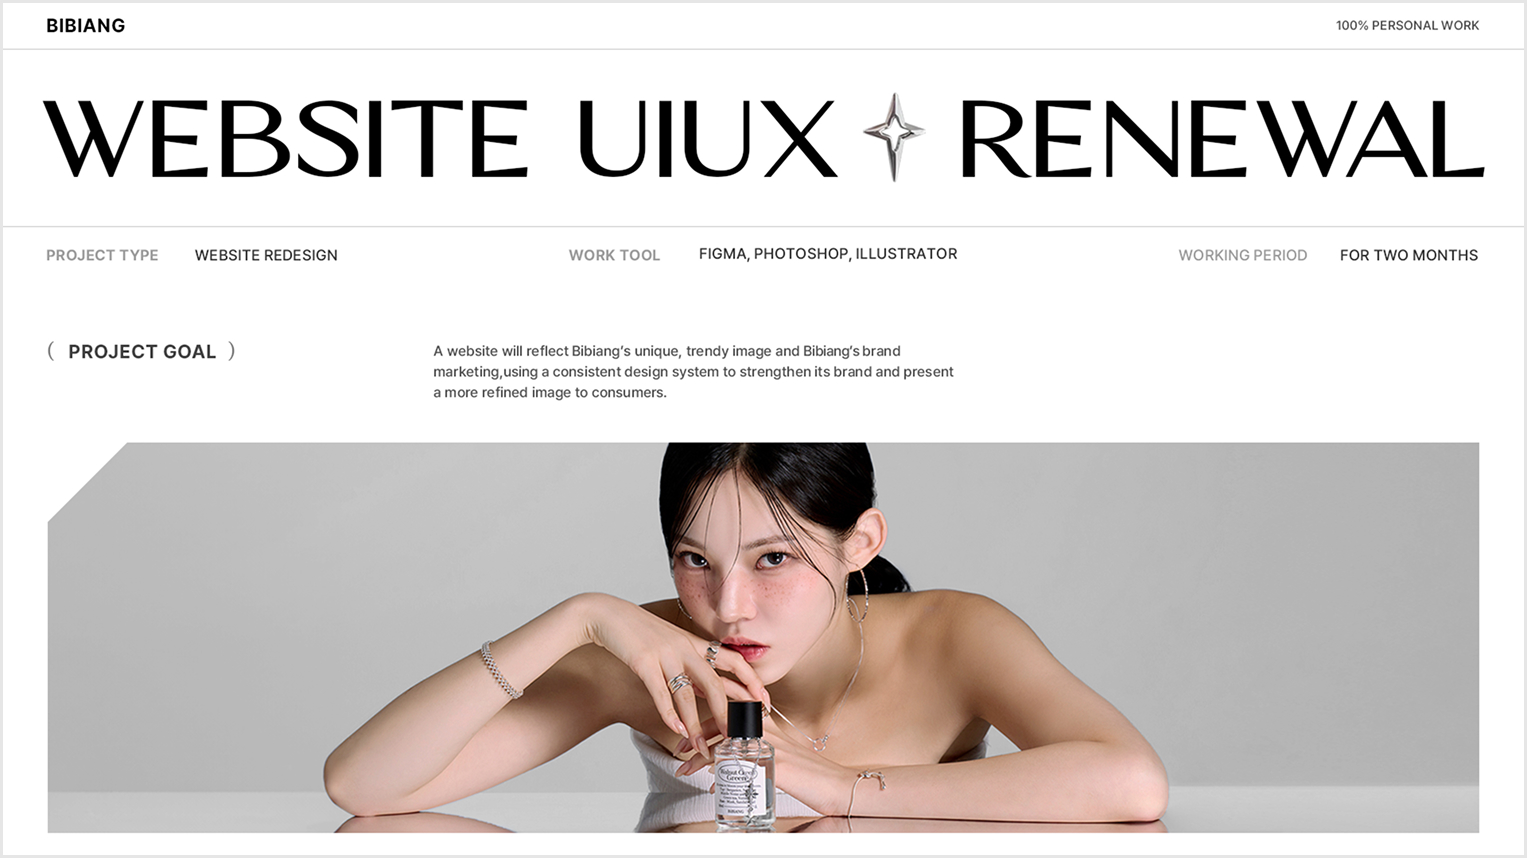 BIBIANG
100% PERSONAL WORK
WEBSITE UIUX RENEWAL
PROJECT TYPE WEBSITE REDESIGN
WORK TOOL FIGMA, PHOTOSHOP, ILLUSTRATOR
WORKING PERIOD FOR TWO MONTHS
( PROJECT GOAL )
A website will reflect Bibiang's unique, trendy image and Bibiang's brand
marketing,using a consistent design system to strengthen its brand and present
a more refined image to consumers.
Greene
BIBIANG